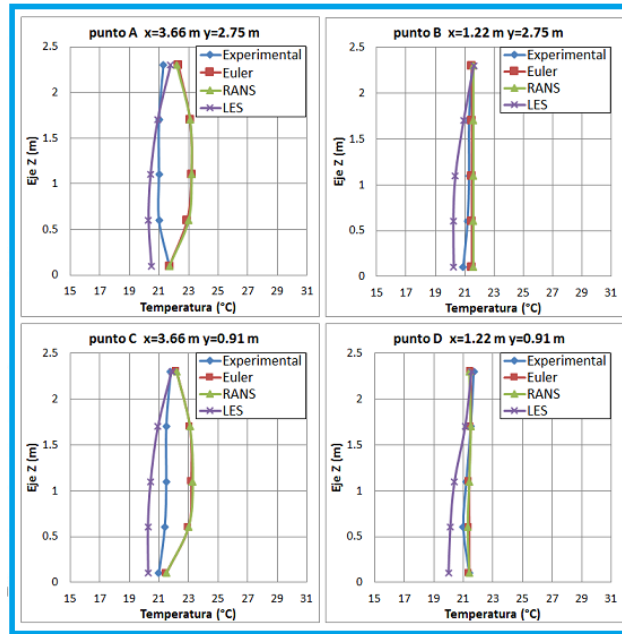 punto A x=3.66 m y=2.75 m
2.5
2
1.5
1
0.5
0
Eje Z (m)
Experimental
Euler
RANS
LES
15 17 19 21 23 25 27 29 31
Temperatura (°C)
punto B x=1.22 m y=2.75 m
2.5
2
1.5
1
0.5
0
Eje Z (m)
Experimental
Euler
RANS
LES
15 17 19 21 23 25 27 29 31
Temperatura (°C)
punto C x=3.66 m y=0.91 m
2.5
2
1.5
1
0.5
0
Eje Z (m)
Experimental
Euler
RANS
LES
15 17 19 21 23 25 27 29 31
Temperatura (°C)
punto D x=1.22 m y=0.91 m
2.5
2
1.5
1
0.5
0
Eje Z (m)
Experimental
Euler
RANS
LES
15 17 19 21 23 25 27 29 31
Temperatura (°C)